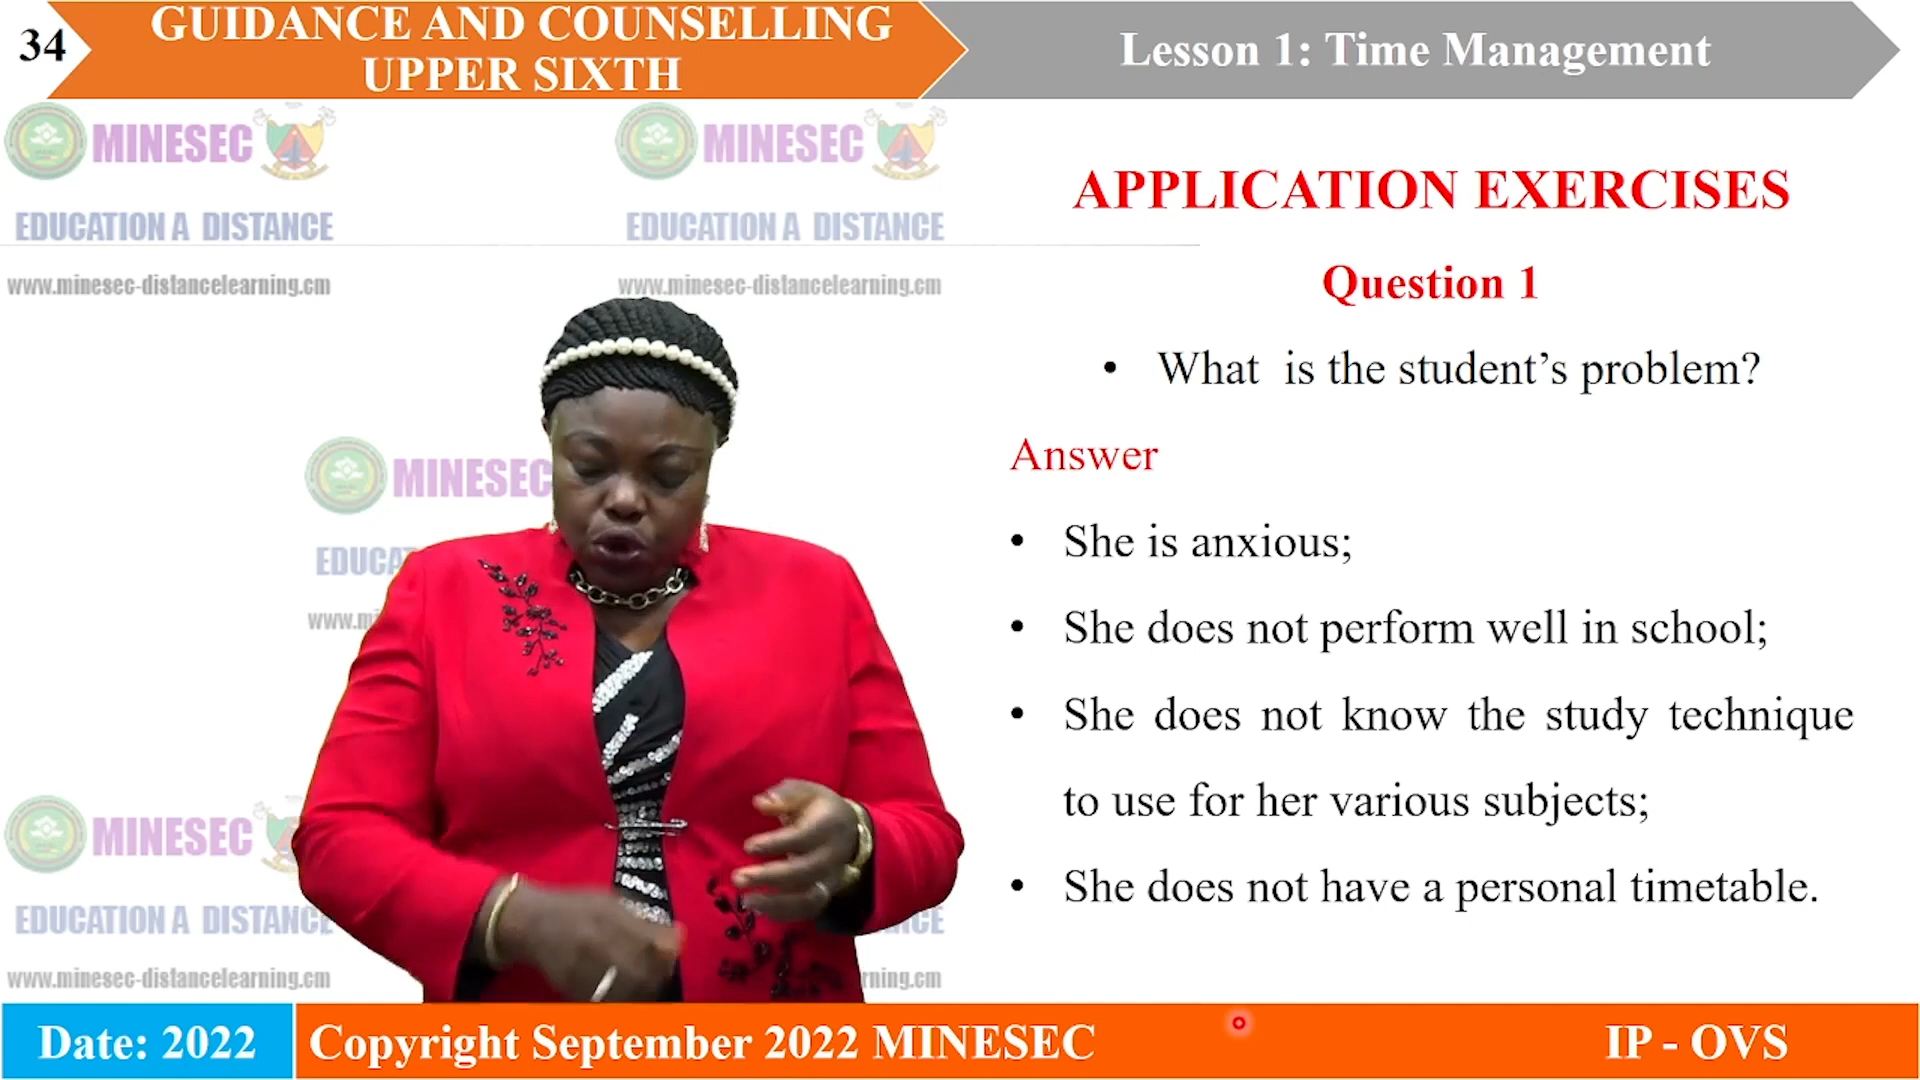 34
GUIDANCE AND COUNSELLING
UPPER SIXTH
Lesson 1: Time Management
MINESEC
EDUCATION A DISTANCE
www.minesec-distancelearning.cm
MINESEC
EDUCATION A DISTANCE
www.minesec-distancelearning.cm
APPLICATION EXERCISES
Question 1
• What is the student’s problem?
Answer
• She is anxious;
• She does not perform well in school;
• She does not know the study technique
to use for her various subjects;
• She does not have a personal timetable.
MINESEC
MINESEC
EDUCATION A DISTANCE
www.minesec-distancelearning.cm
Date: 2022
Copyright September 2022 MINESEC
IP - OVS